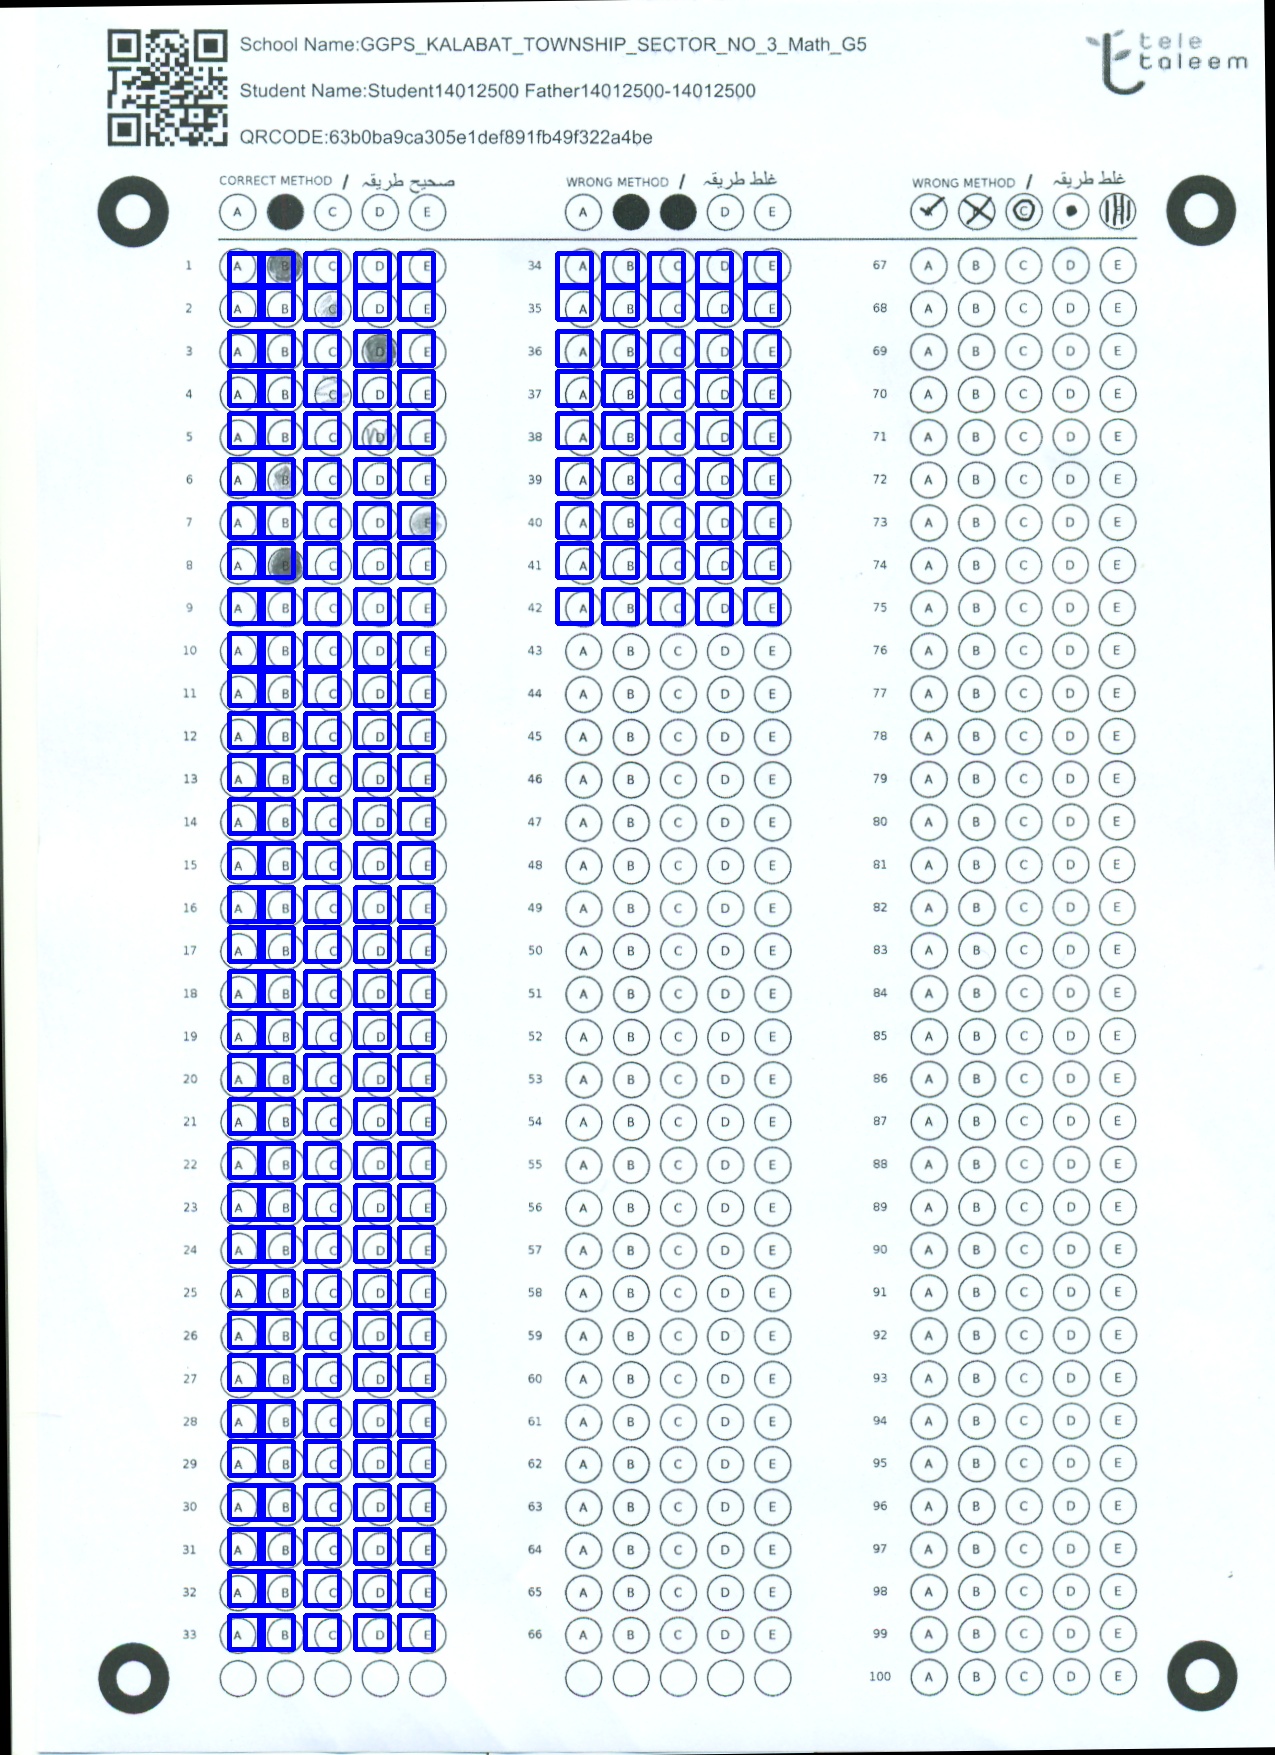 School Name:GGPS_KALABAT_TOWNSHIP_SECTOR_NO_3_Math_G5
tele
taleem
Student Name:Student14012500 Father14012500-14012500
QRCODE:63b0ba9ca305e1def891fb49f322a4be
CORRECT METHOD / صحیح طریقہ WRONG METHOD / غلط طریقہ WRONG METHOD / غلط طریقہ
A C D E A D E C
1 A B C D E 34 A B C D E 67 A B C D E
2 A B C D E 35 A B C D E 68 A B C D E
3 A B C D E 36 A B C D E 69 A B C D E
4 A B C D E 37 A B C D E 70 A B C D E
5 A B C D E 38 A B C D E 71 A B C D E
6 A B C D E 39 A B C D E 72 A B C D E
7 A B C D E 40 A B C D E 73 A B C D E
8 A B C D E 41 A B C D E 74 A B C D E
9 A B C D E 42 A B C D E 75 A B C D E
10 A B C D E 43 A B C D E 76 A B C D E
11 A B C D E 44 A B C D E 77 A B C D E
12 A B C D E 45 A B C D E 78 A B C D E
13 A B C D E 46 A B C D E 79 A B C D E
14 A B C D E 47 A B C D E 80 A B C D E
15 A B C D E 48 A B C D E 81 A B C D E
16 A B C D E 49 A B C D E 82 A B C D E
17 A B C D E 50 A B C D E 83 A B C D E
18 A B C D E 51 A B C D E 84 A B C D E
19 A B C D E 52 A B C D E 85 A B C D E
20 A B C D E 53 A B C D E 86 A B C D E
21 A B C D E 54 A B C D E 87 A B C D E
22 A B C D E 55 A B C D E 88 A B C D E
23 A B C D E 56 A B C D E 89 A B C D E
24 A B C D E 57 A B C D E 90 A B C D E
25 A B C D E 58 A B C D E 91 A B C D E
26 A B C D E 59 A B C D E 92 A B C D E
27 A B C D E 60 A B C D E 93 A B C D E
28 A B C D E 61 A B C D E 94 A B C D E
29 A B C D E 62 A B C D E 95 A B C D E
30 A B C D E 63 A B C D E 96 A B C D E
31 A B C D E 64 A B C D E 97 A B C D E
32 A B C D E 65 A B C D E 98 A B C D E
33 A B C D E 66 A B C D E 99 A B C D E
100 A B C D E